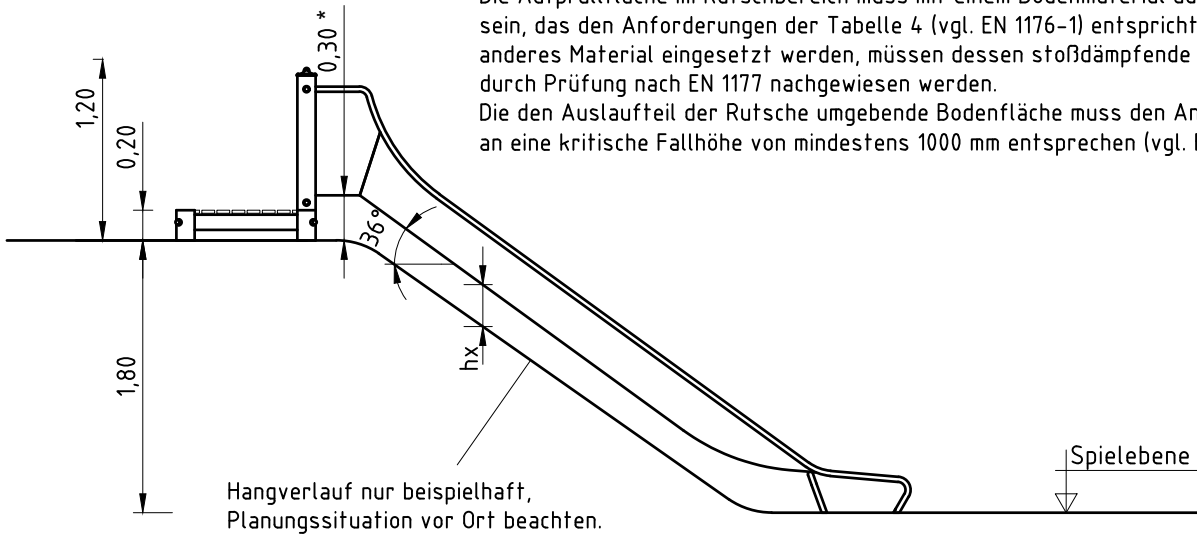 sein, das den Anforderungen der Tabelle 4 (vgl. EN 1176-1) entspricht
anderes Material eingesetzt werden, müssen dessen stoßdämpfende
durch Prüfung nach EN 1177 nachgewiesen werden.
Die den Auslaufteil der Rutsche umgebende Bodenfläche muss den An
an eine kritische Fallhöhe von mindestens 1000 mm entsprechen (vgl.
0,30 *
1,20
0,20
36°
hx
1,80
Spielebene
Hangverlauf nur beispielhaft,
Planungssituation vor Ort beachten.